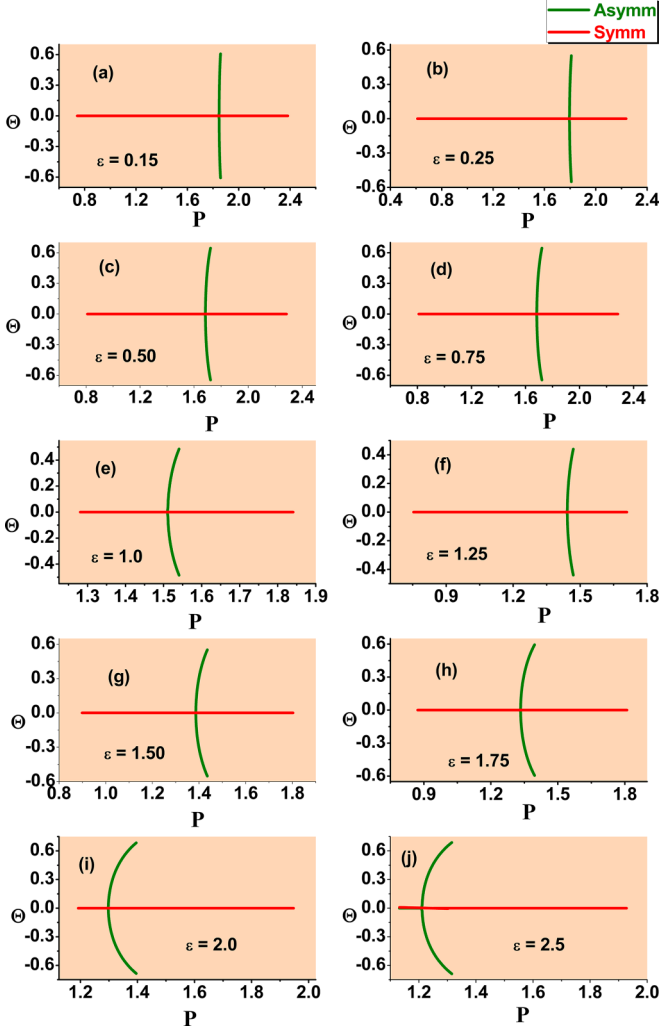 Asymm
Symm
0.6
0.3
0.0
-0.3
-0.6
Θ
(a)
ε = 0.15
0.8 1.2 1.6 2.0 2.4
P
0.6
0.3
0.0
-0.3
-0.6
Θ
(b)
ε = 0.25
0.4 0.8 1.2 1.6 2.0 2.4
P
0.6
0.3
0.0
-0.3
-0.6
Θ
(c)
ε = 0.50
0.8 1.2 1.6 2.0 2.4
P
0.6
0.3
0.0
-0.3
-0.6
Θ
(d)
ε = 0.75
0.8 1.2 1.6 2.0 2.4
P
0.4
0.2
0.0
-0.2
-0.4
Θ
(e)
ε = 1.0
1.3 1.4 1.5 1.6 1.7 1.8 1.9
P
0.4
0.2
0.0
-0.2
-0.4
Θ
(f)
ε = 1.25
0.9 1.2 1.5 1.8
P
0.6
0.3
0.0
-0.3
-0.6
Θ
(g)
ε = 1.50
0.8 1.0 1.2 1.4 1.6 1.8
P
0.6
0.3
0.0
-0.3
-0.6
Θ
(h)
ε = 1.75
0.9 1.2 1.5 1.8
P
0.6
0.3
0.0
-0.3
-0.6
Θ
(i)
ε = 2.0
1.2 1.4 1.6 1.8 2.0
P
0.6
0.3
0.0
-0.3
-0.6
Θ
(j)
ε = 2.5
1.2 1.4 1.6 1.8 2.0
P